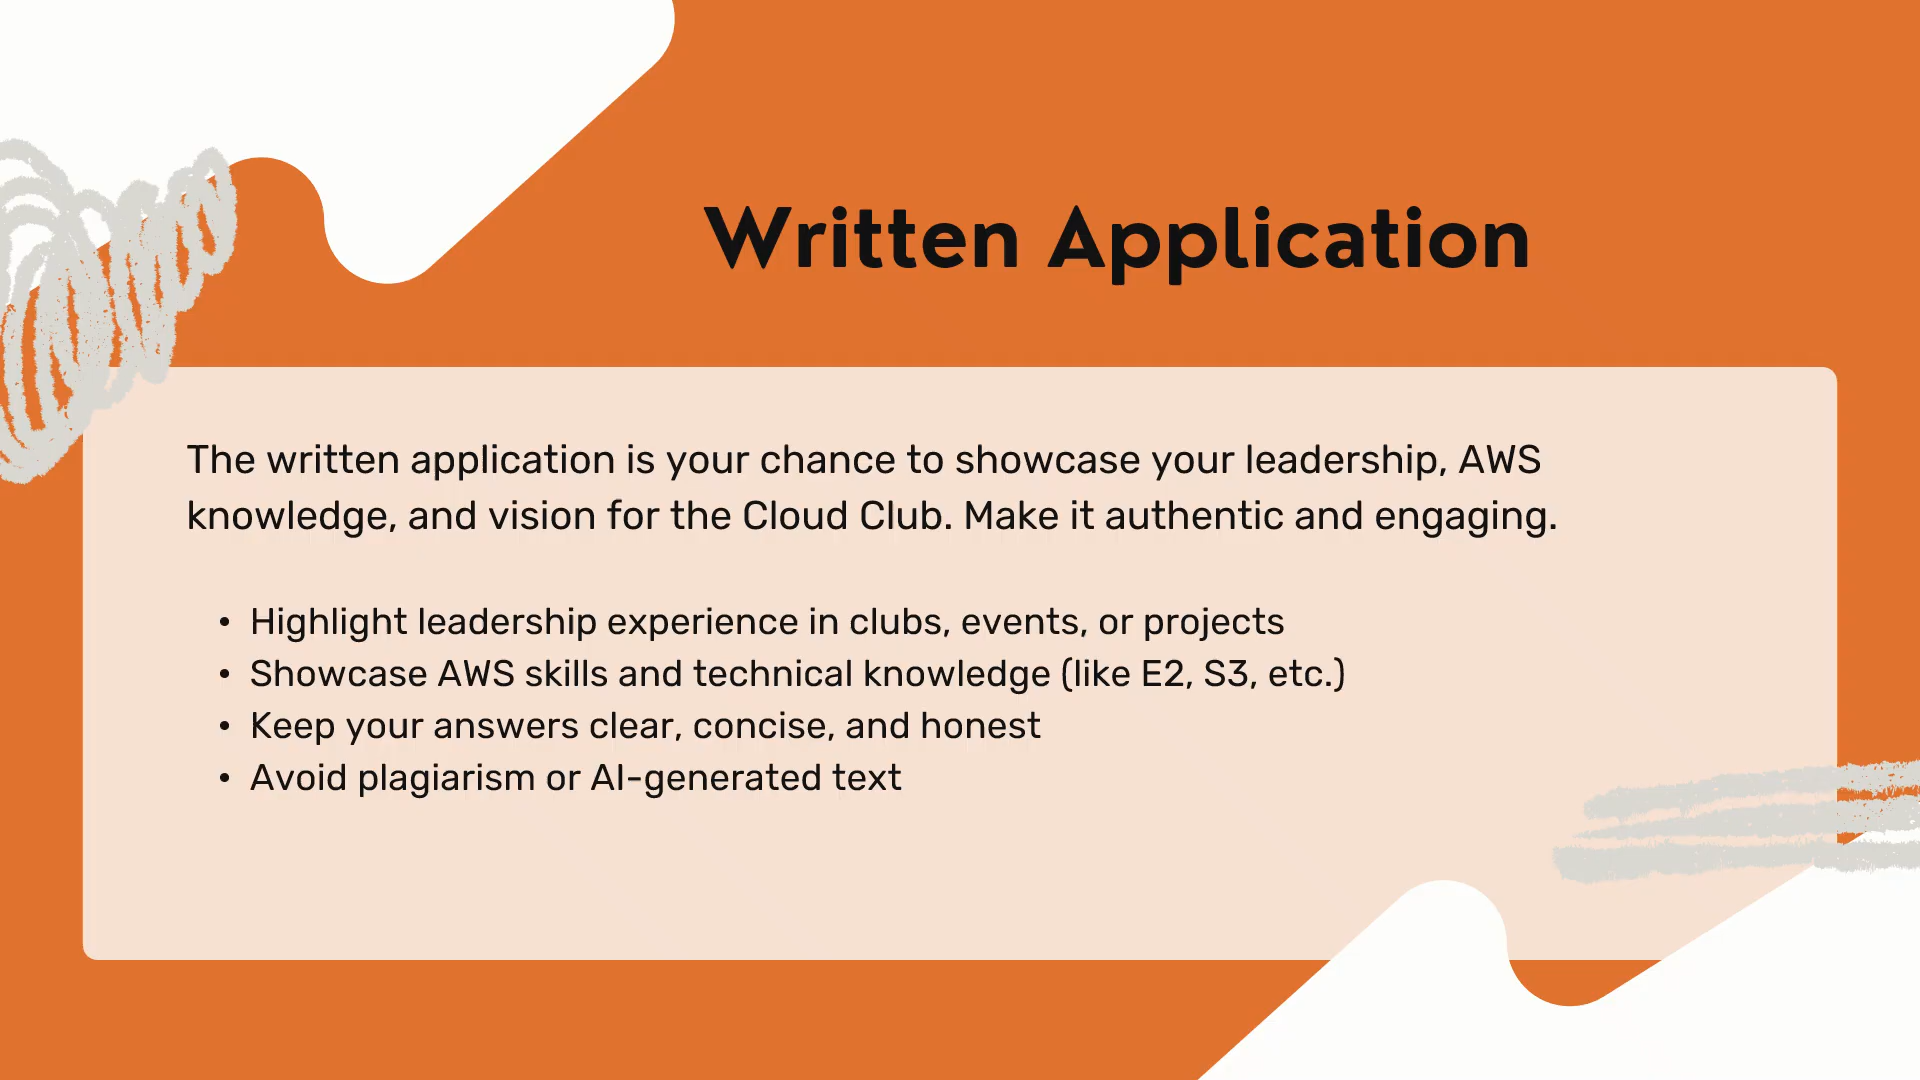 Written Application
The written application is your chance to showcase your leadership, AWS
knowledge, and vision for the Cloud Club. Make it authentic and engaging.
• Highlight leadership experience in clubs, events, or projects
• Showcase AWS skills and technical knowledge (like E2, S3, etc.)
• Keep your answers clear, concise, and honest
• Avoid plagiarism or AI-generated text